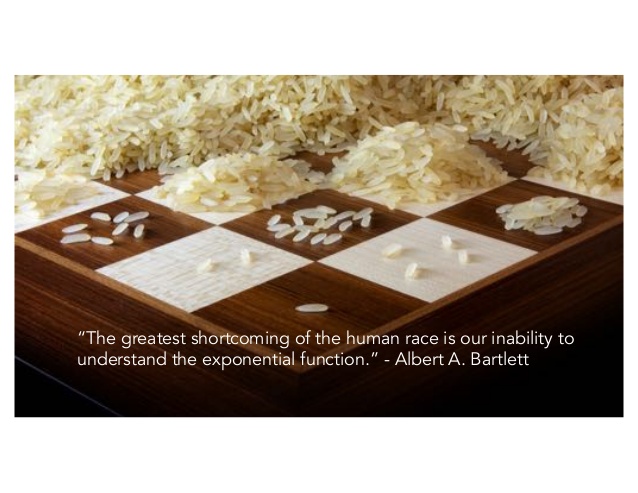 “The greatest shortcoming of the human race is our inability to
understand the exponential function.” - Albert A. Bartlett